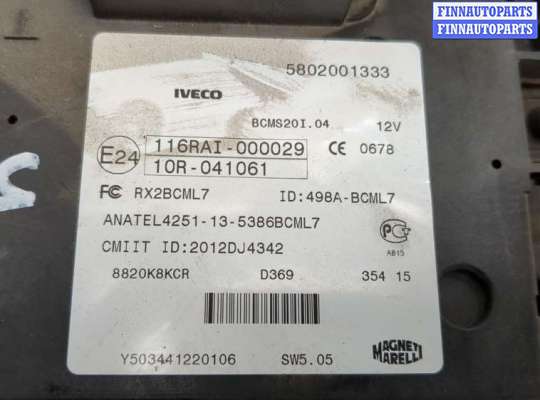 FINNAUTOPARTS
FINNAUTOPARTS
5802001333
IVECO
BCMS20I.04 12V
E24 116RAI-000029 CE 0678
10R-041061
FC RX2BCML7 ID:498A-BCML7
ANATEL4251-13-5386BCML7
CMIIT ID:2012DJ4342
АВ15
8820K8KCR D369 354 15
Y503441220106 SW5.05 MAGNETI
MARELLI